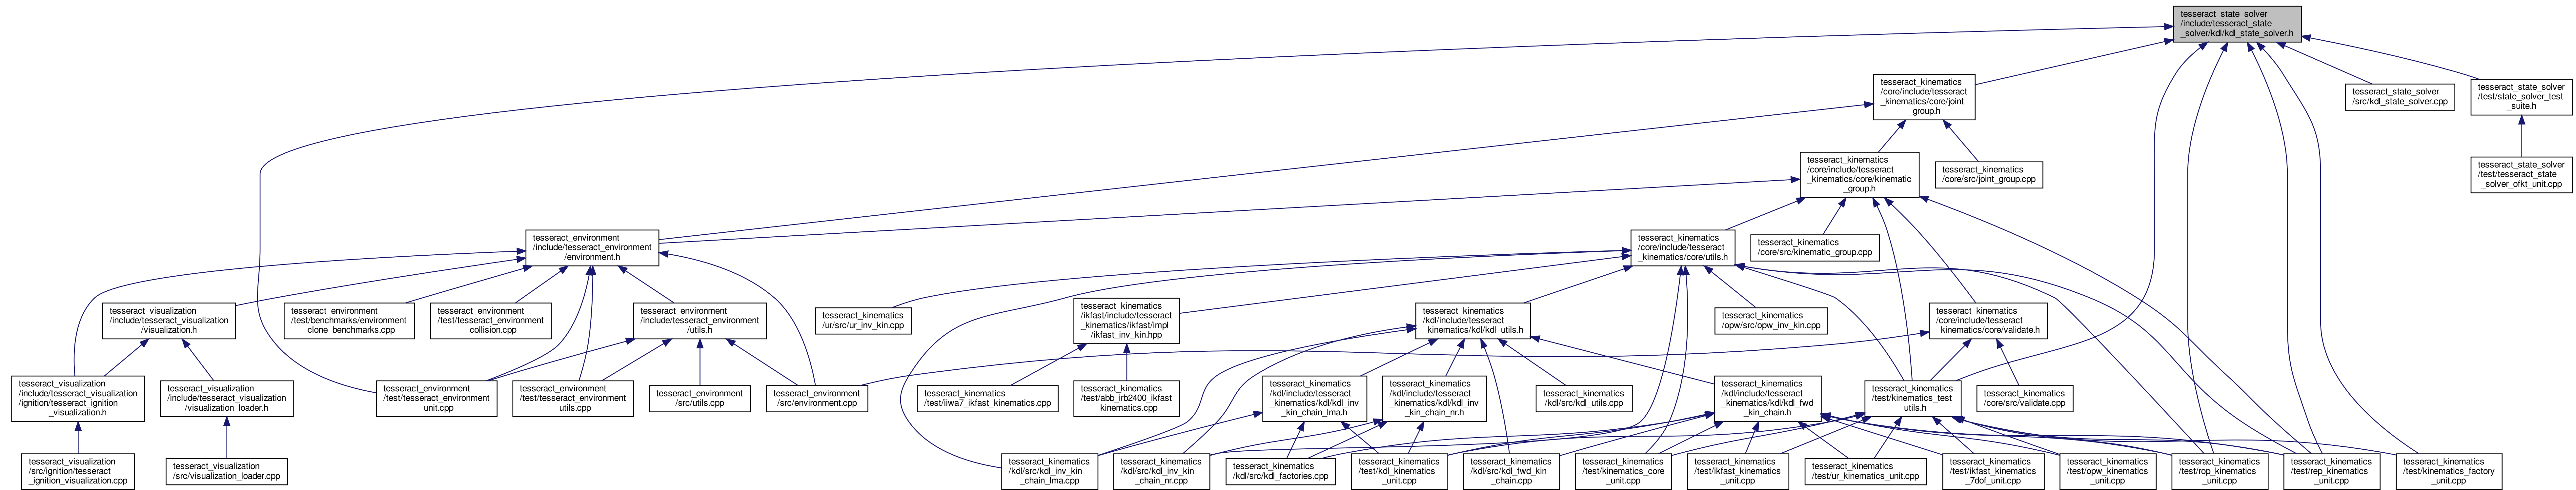 tesseract_state_solver
/include/tesseract_state
_solver/kdl/kdl_state_solver.h
tesseract_kinematics
/core/include/tesseract
_kinematics/core/joint
_group.h
tesseract_state_solver
/src/kdl_state_solver.cpp
tesseract_state_solver
/test/state_solver_test
_suite.h
tesseract_kinematics
/core/include/tesseract
_kinematics/core/kinematic
_group.h
tesseract_kinematics
/core/src/joint_group.cpp
tesseract_state_solver
/test/tesseract_state
_solver_ofkt_unit.cpp
tesseract_environment
/include/tesseract_environment
/environment.h
tesseract_kinematics
/core/include/tesseract
_kinematics/core/utils.h
tesseract_kinematics
/core/src/kinematic_group.cpp
tesseract_visualization
/include/tesseract_visualization
/visualization.h
tesseract_environment
/test/benchmarks/environment
_clone_benchmarks.cpp
tesseract_environment
/test/tesseract_environment
_collision.cpp
tesseract_environment
/include/tesseract_environment
/utils.h
tesseract_kinematics
/ur/src/ur_inv_kin.cpp
tesseract_kinematics
/ikfast/include/tesseract
_kinematics/ikfast/impl
/ikfast_inv_kin.hpp
tesseract_kinematics
/kdl/include/tesseract
_kinematics/kdl/kdl_utils.h
tesseract_kinematics
/opw/src/opw_inv_kin.cpp
tesseract_kinematics
/core/include/tesseract
_kinematics/core/validate.h
tesseract_visualization
/include/tesseract_visualization
/ignition/tesseract_ignition
_visualization.h
tesseract_visualization
/include/tesseract_visualization
/visualization_loader.h
tesseract_environment
/test/tesseract_environment
_unit.cpp
tesseract_environment
/test/tesseract_environment
_utils.cpp
tesseract_environment
/src/utils.cpp
tesseract_environment
/src/environment.cpp
tesseract_kinematics
/test/iiwa7_ikfast_kinematics.cpp
tesseract_kinematics
/test/abb_irb2400_ikfast
_kinematics.cpp
tesseract_kinematics
/kdl/include/tesseract
_kinematics/kdl/kdl_inv
_kin_chain_lma.h
tesseract_kinematics
/kdl/include/tesseract
_kinematics/kdl/kdl_inv
_kin_chain_nr.h
tesseract_kinematics
/kdl/src/kdl_utils.cpp
tesseract_kinematics
/kdl/include/tesseract
_kinematics/kdl/kdl_fwd
_kin_chain.h
tesseract_kinematics
/test/kinematics_test
_utils.h
tesseract_kinematics
/core/src/validate.cpp
tesseract_visualization
/src/ignition/tesseract
_ignition_visualization.cpp
tesseract_visualization
/src/visualization_loader.cpp
tesseract_kinematics
/kdl/src/kdl_inv_kin
_chain_lma.cpp
tesseract_kinematics
/kdl/src/kdl_inv_kin
_chain_nr.cpp
tesseract_kinematics
/kdl/src/kdl_factories.cpp
tesseract_kinematics
/test/kdl_kinematics
_unit.cpp
tesseract_kinematics
/kdl/src/kdl_fwd_kin
_chain.cpp
tesseract_kinematics
/test/kinematics_core
_unit.cpp
tesseract_kinematics
/test/ikfast_kinematics
_unit.cpp
tesseract_kinematics
/test/ur_kinematics_unit.cpp
tesseract_kinematics
/test/ikfast_kinematics
_7dof_unit.cpp
tesseract_kinematics
/test/opw_kinematics
_unit.cpp
tesseract_kinematics
/test/rop_kinematics
_unit.cpp
tesseract_kinematics
/test/rep_kinematics
_unit.cpp
tesseract_kinematics
/test/kinematics_factory
_unit.cpp